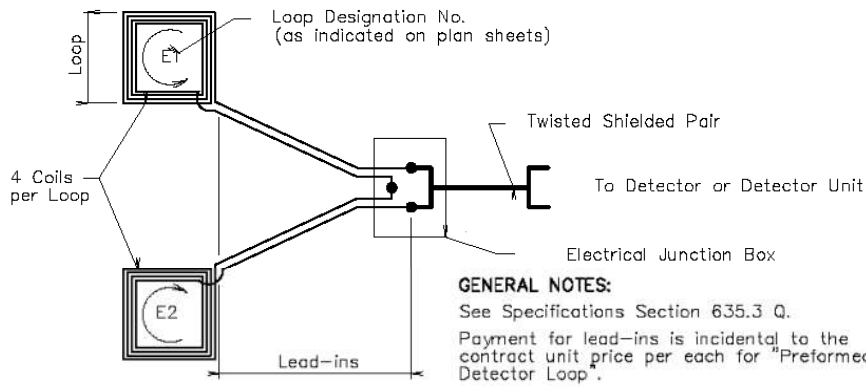 Loop Designation No.
(as indicated on plan sheets)
Loop
E1
Twisted Shielded Pair
4 Coils
per Loop
To Detector or Detector Unit
Electrical Junction Box
E2
GENERAL NOTES:
See Specifications Section 635.3 Q.
Payment for lead-ins is incidental to the
contract unit price per each for "Preformed
Detector Loop".
Lead-ins